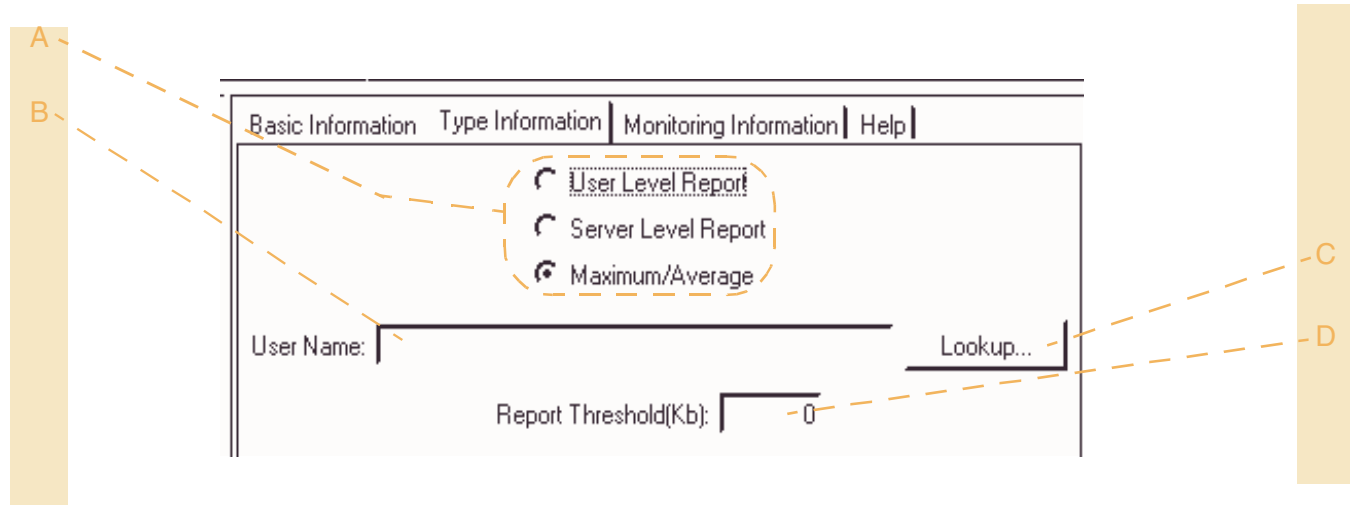 A
B
Basic Information Type Information Monitoring Information Help
User Level Report
Server Level Report
Maximum/Average
User Name: Lookup...
Report Threshold(Kb): 0
C
D